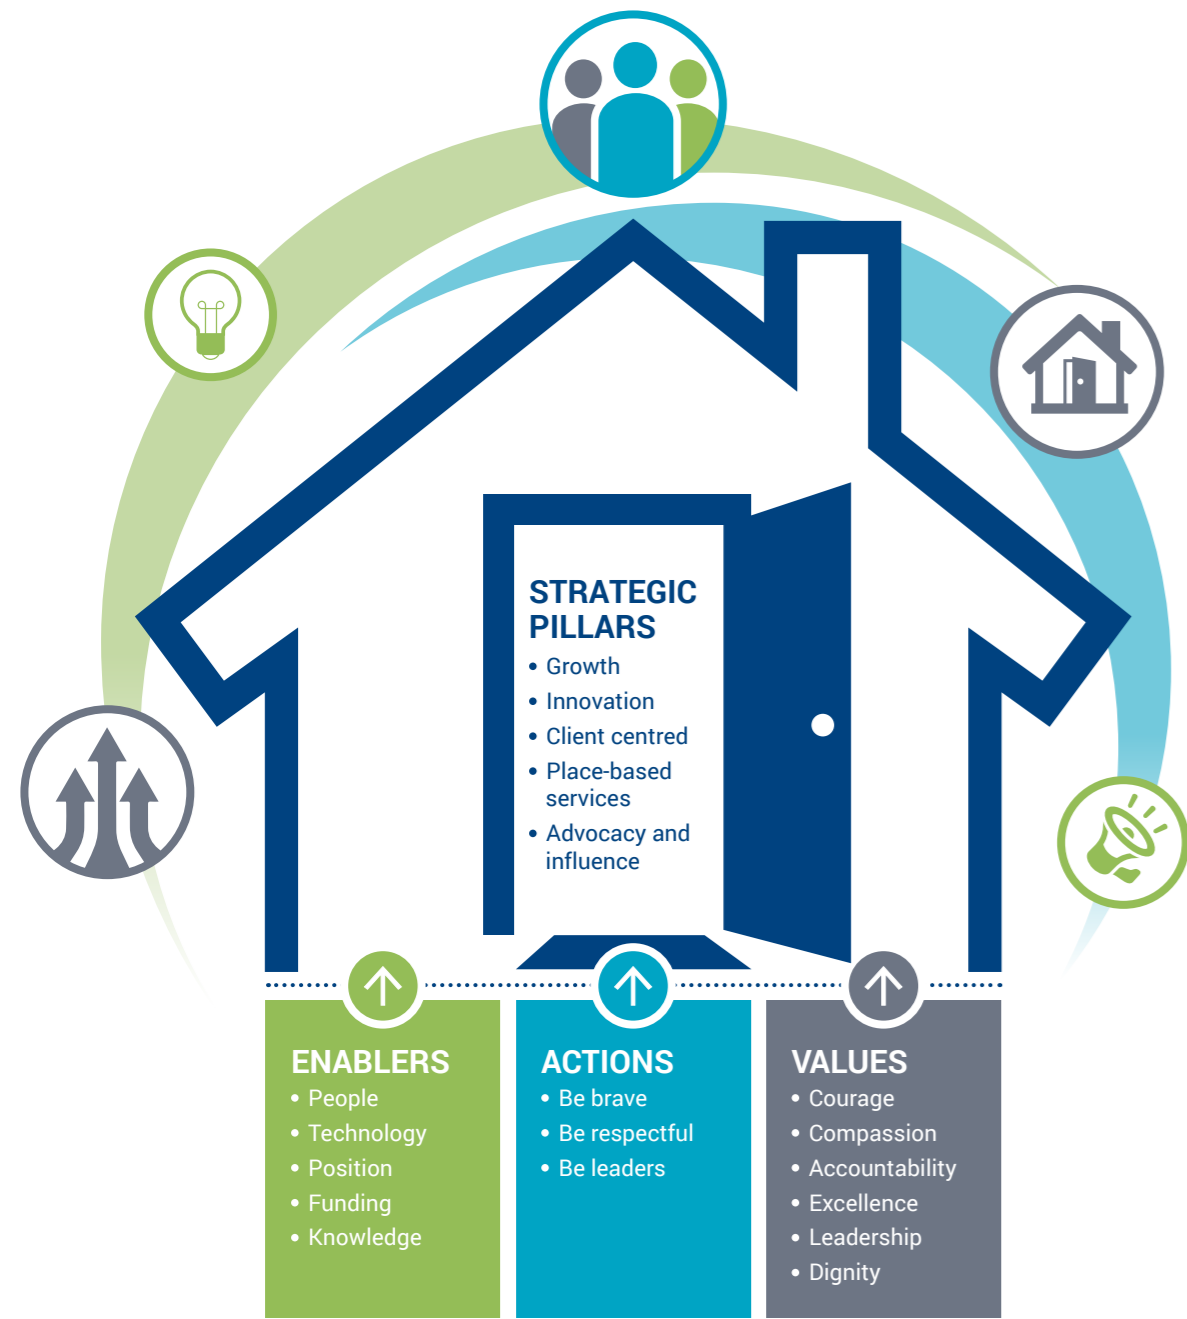 STRATEGIC
PILLARS
• Growth
• Innovation
• Client centred
• Place-based
services
• Advocacy and
influence
ENABLERS
• People
• Technology
• Position
• Funding
• Knowledge
ACTIONS
• Be brave
• Be respectful
• Be leaders
VALUES
• Courage
• Compassion
• Accountability
• Excellence
• Leadership
• Dignity